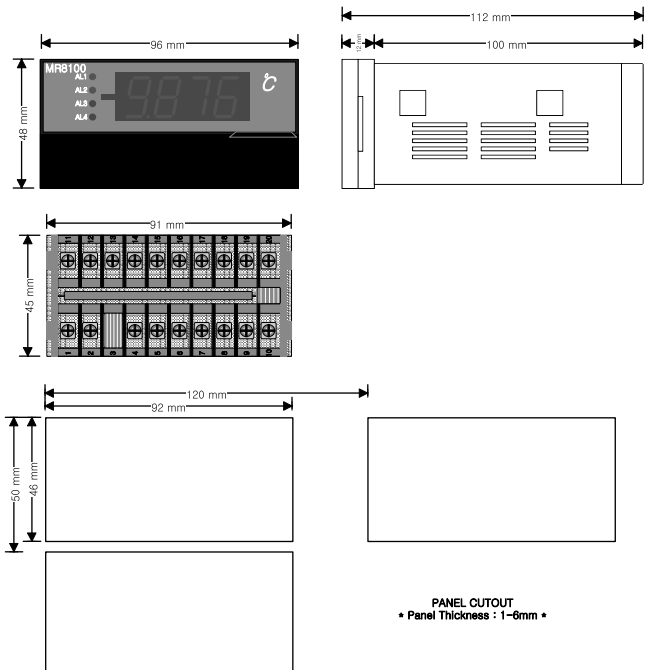 112 mm
96 mm
12 mm
100 mm
MR8100
AL1
AL2
AL3
AL4
9.876
℃
48 mm
91 mm
11 12 13 14 15 16 17 18 19 20
45 mm
1 2 3 4 5 6 7 8 9 10
120 mm
92 mm
50 mm
46 mm
PANEL CUTOUT
* Panel Thickness : 1-6mm *